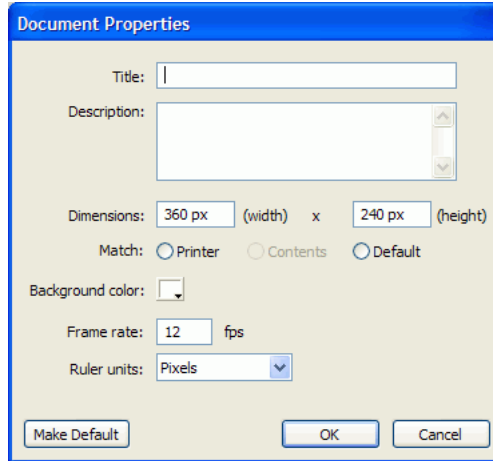 Document Properties
Title:
Description:
Dimensions: 360 px (width) x 240 px (height)
Match: Printer Contents Default
Background color:
Frame rate: 12 fps
Ruler units: Pixels
Make Default OK Cancel